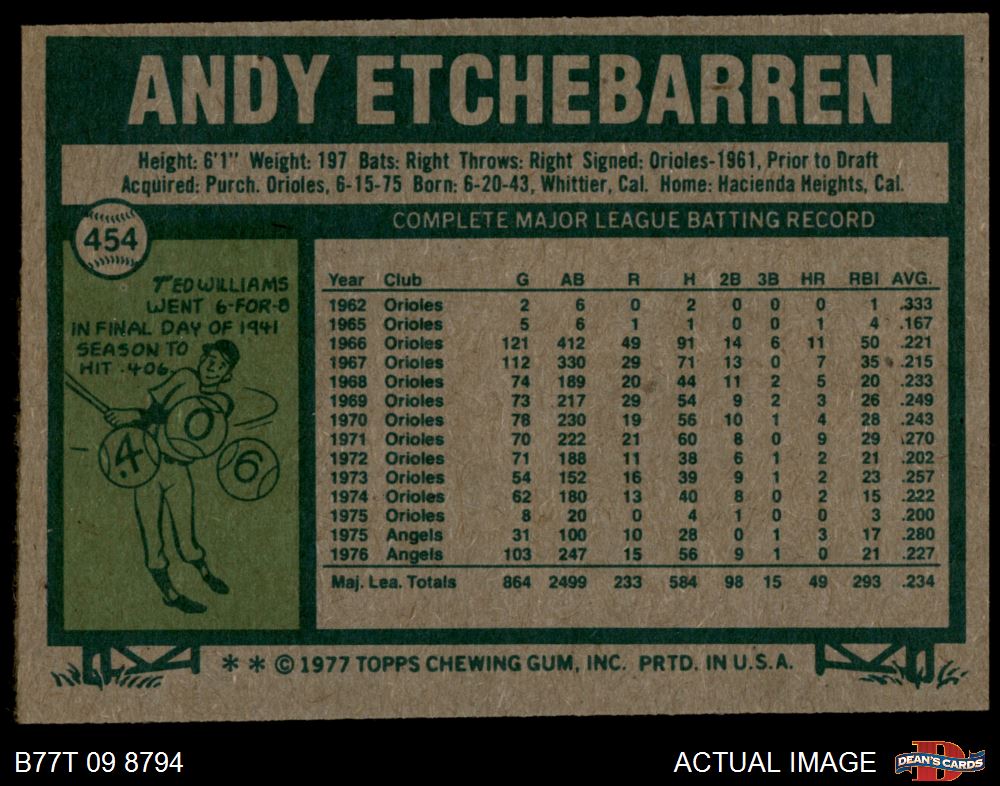 ANDY ETCHEBARREN
Height: 6'1" Weight: 197 Bats: Right Throws: Right Signed: Orioles-1961, Prior to Draft
Acquired: Purch. Orioles, 6-15-75 Born: 6-20-43, Whittier, Cal. Home: Hacienda Heights, Cal.
COMPLETE MAJOR LEAGUE BATTING RECORD
454
TED WILLIAMS
WENT 6-FOR-8
IN FINAL DAY OF 1941
SEASON TO
HIT .406.
4 0 6
Year Club G AB R H 2B 3B HR RBI AVG.
1962 Orioles 2 6 0 2 0 0 0 1 .333
1965 Orioles 5 6 1 1 0 0 1 4 .167
1966 Orioles 121 412 49 91 14 6 11 50 .221
1967 Orioles 112 330 29 71 13 0 7 35 .215
1968 Orioles 74 189 20 44 11 2 5 20 .233
1969 Orioles 73 217 29 54 9 2 3 26 .249
1970 Orioles 78 230 19 56 10 1 4 28 .243
1971 Orioles 70 222 21 60 8 0 9 29 .270
1972 Orioles 71 188 11 38 6 1 2 21 .202
1973 Orioles 54 152 16 39 9 1 2 23 .257
1974 Orioles 62 180 13 40 8 0 2 15 .222
1975 Orioles 8 20 0 4 1 0 0 3 .200
1975 Angels 31 100 10 28 0 1 3 17 .280
1976 Angels 103 247 15 56 9 1 0 21 .227
Maj. Lea. Totals 864 2499 233 584 98 15 49 293 .234
* * © 1977 TOPPS CHEWING GUM, INC. PRTD. IN U.S.A.
B77T 09 8794
ACTUAL IMAGE
D
DEAN'S CARDS